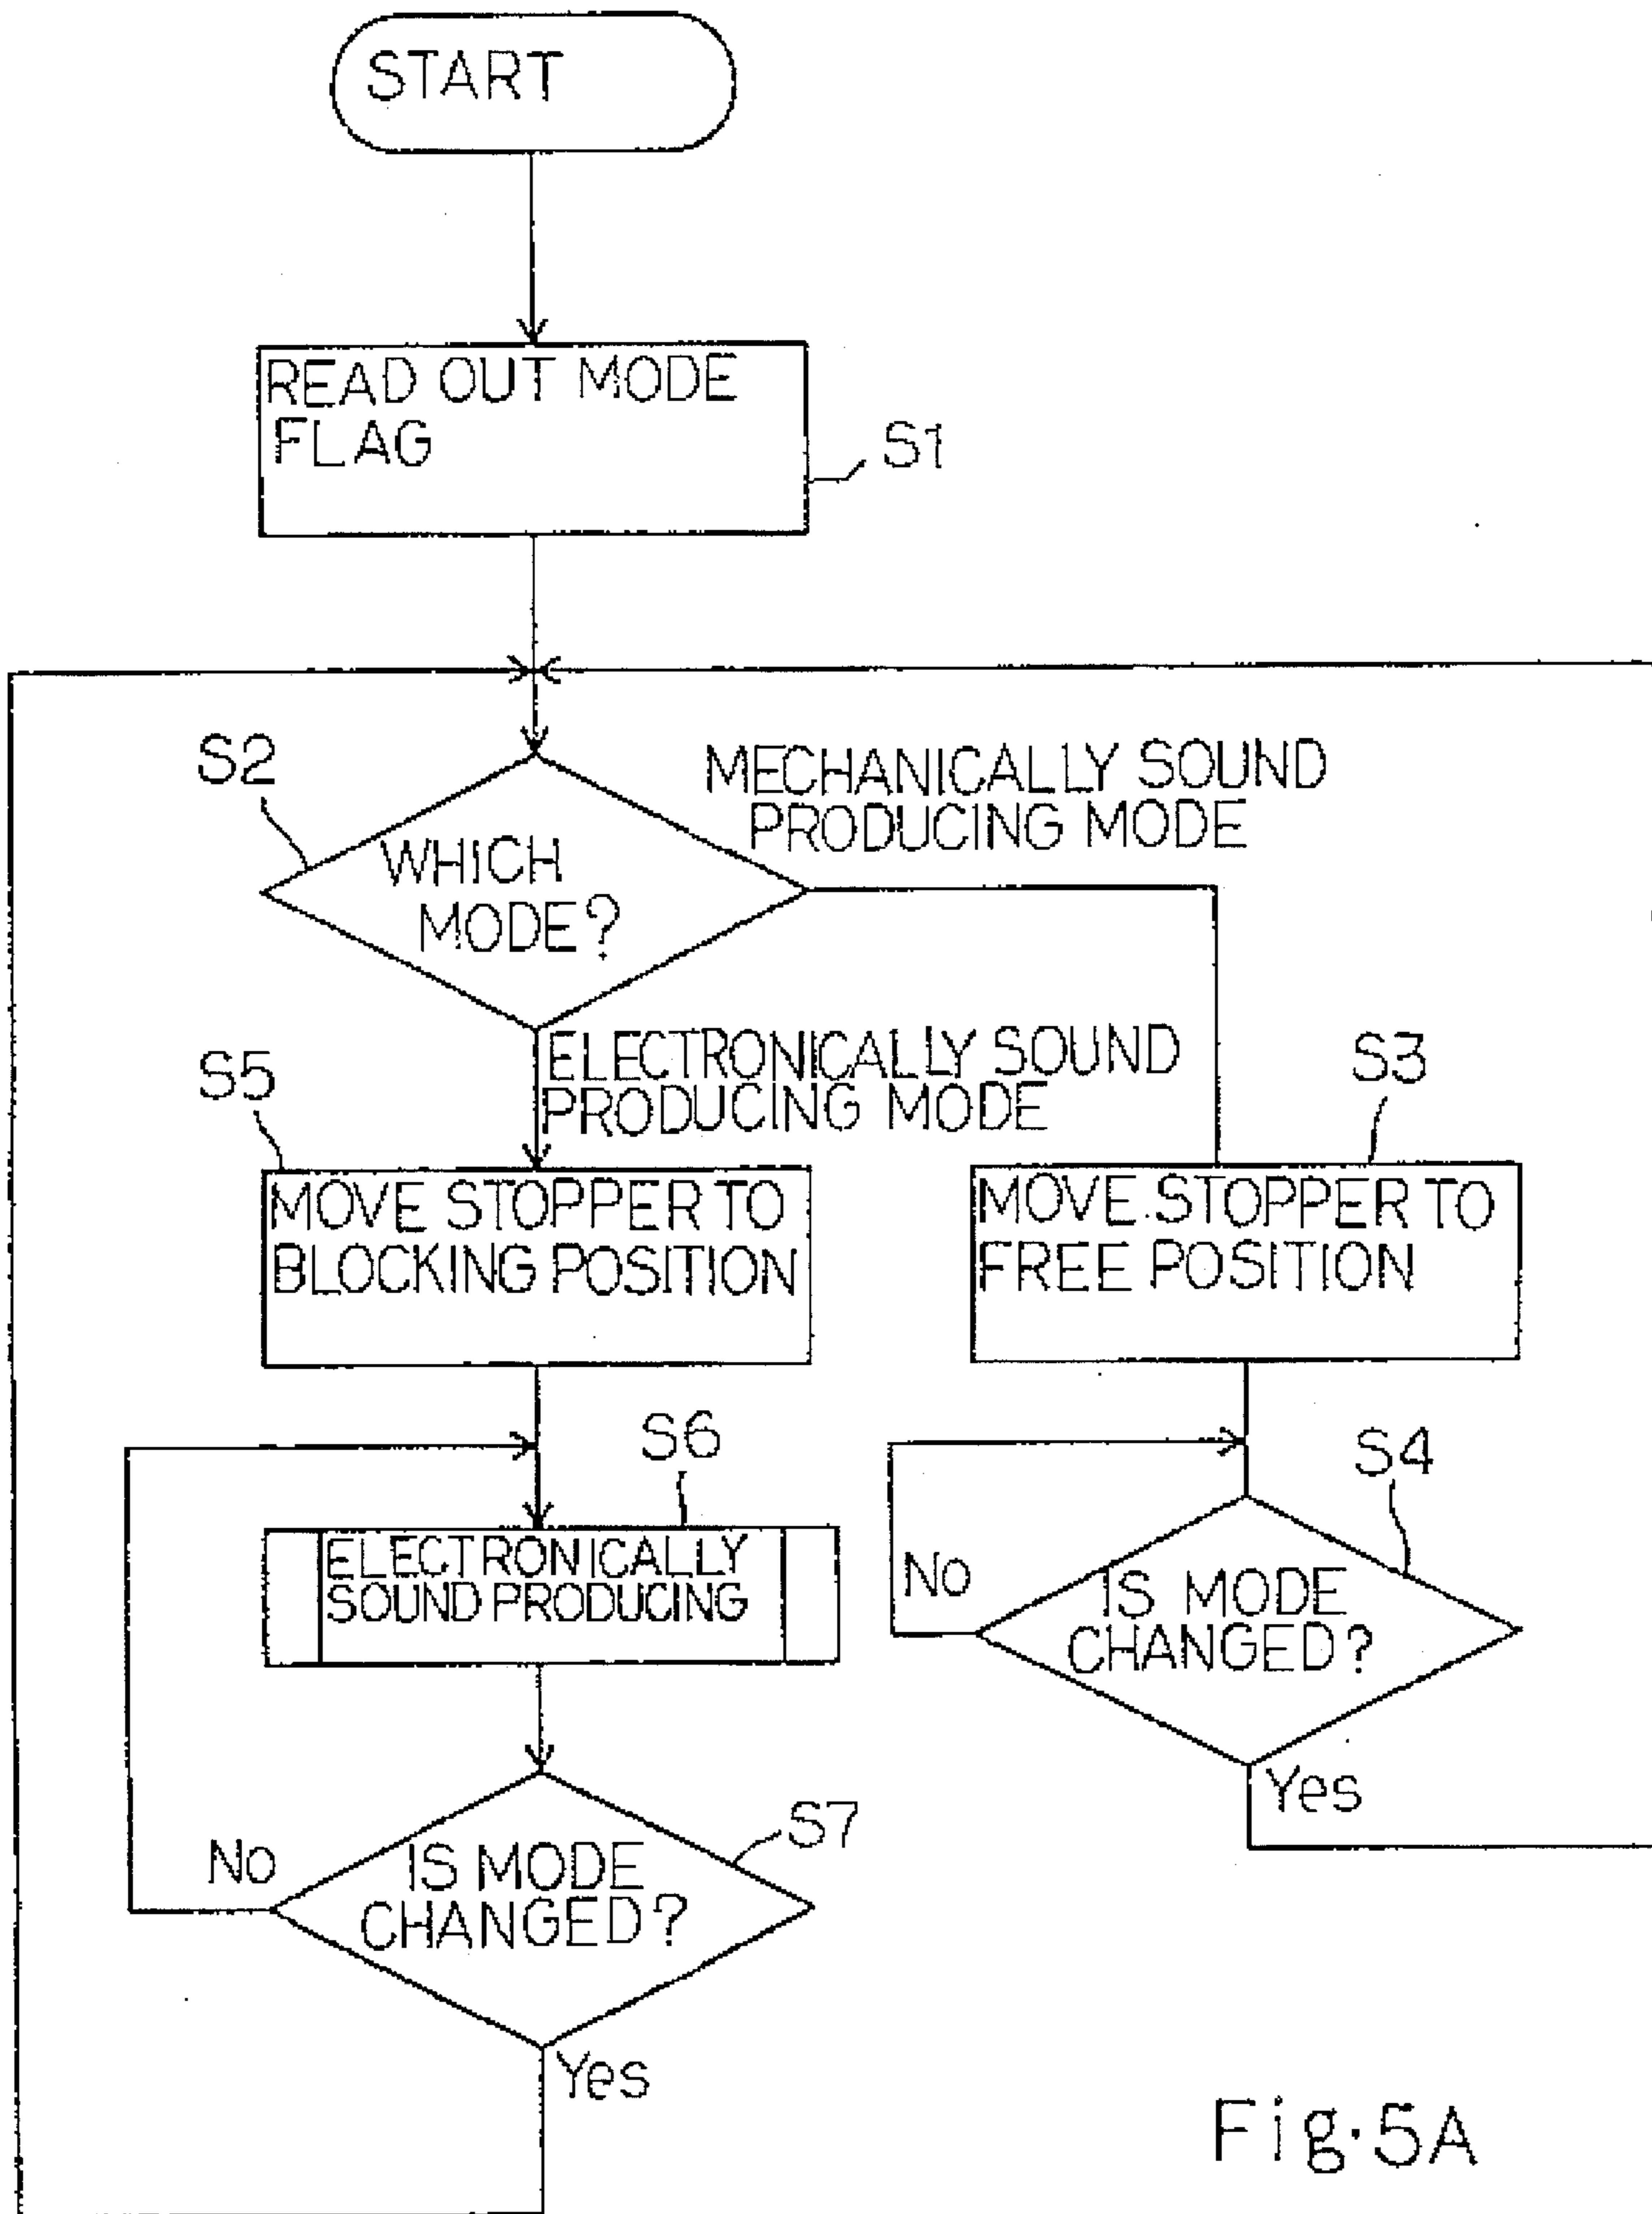 START
READ OUT MODE
FLAG
S1
S2
MECHANICALLY SOUND
PRODUCING MODE
WHICH
MODE?
ELECTRONICALLY SOUND
PRODUCING MODE
S5
S3
MOVE STOPPER TO
BLOCKING POSITION
MOVE STOPPER TO
FREE POSITION
S6
S4
ELECTRONICALLY
SOUND PRODUCING
No
IS MODE
CHANGED?
Yes
S7
No
IS MODE
CHANGED?
Yes
Fig.5A